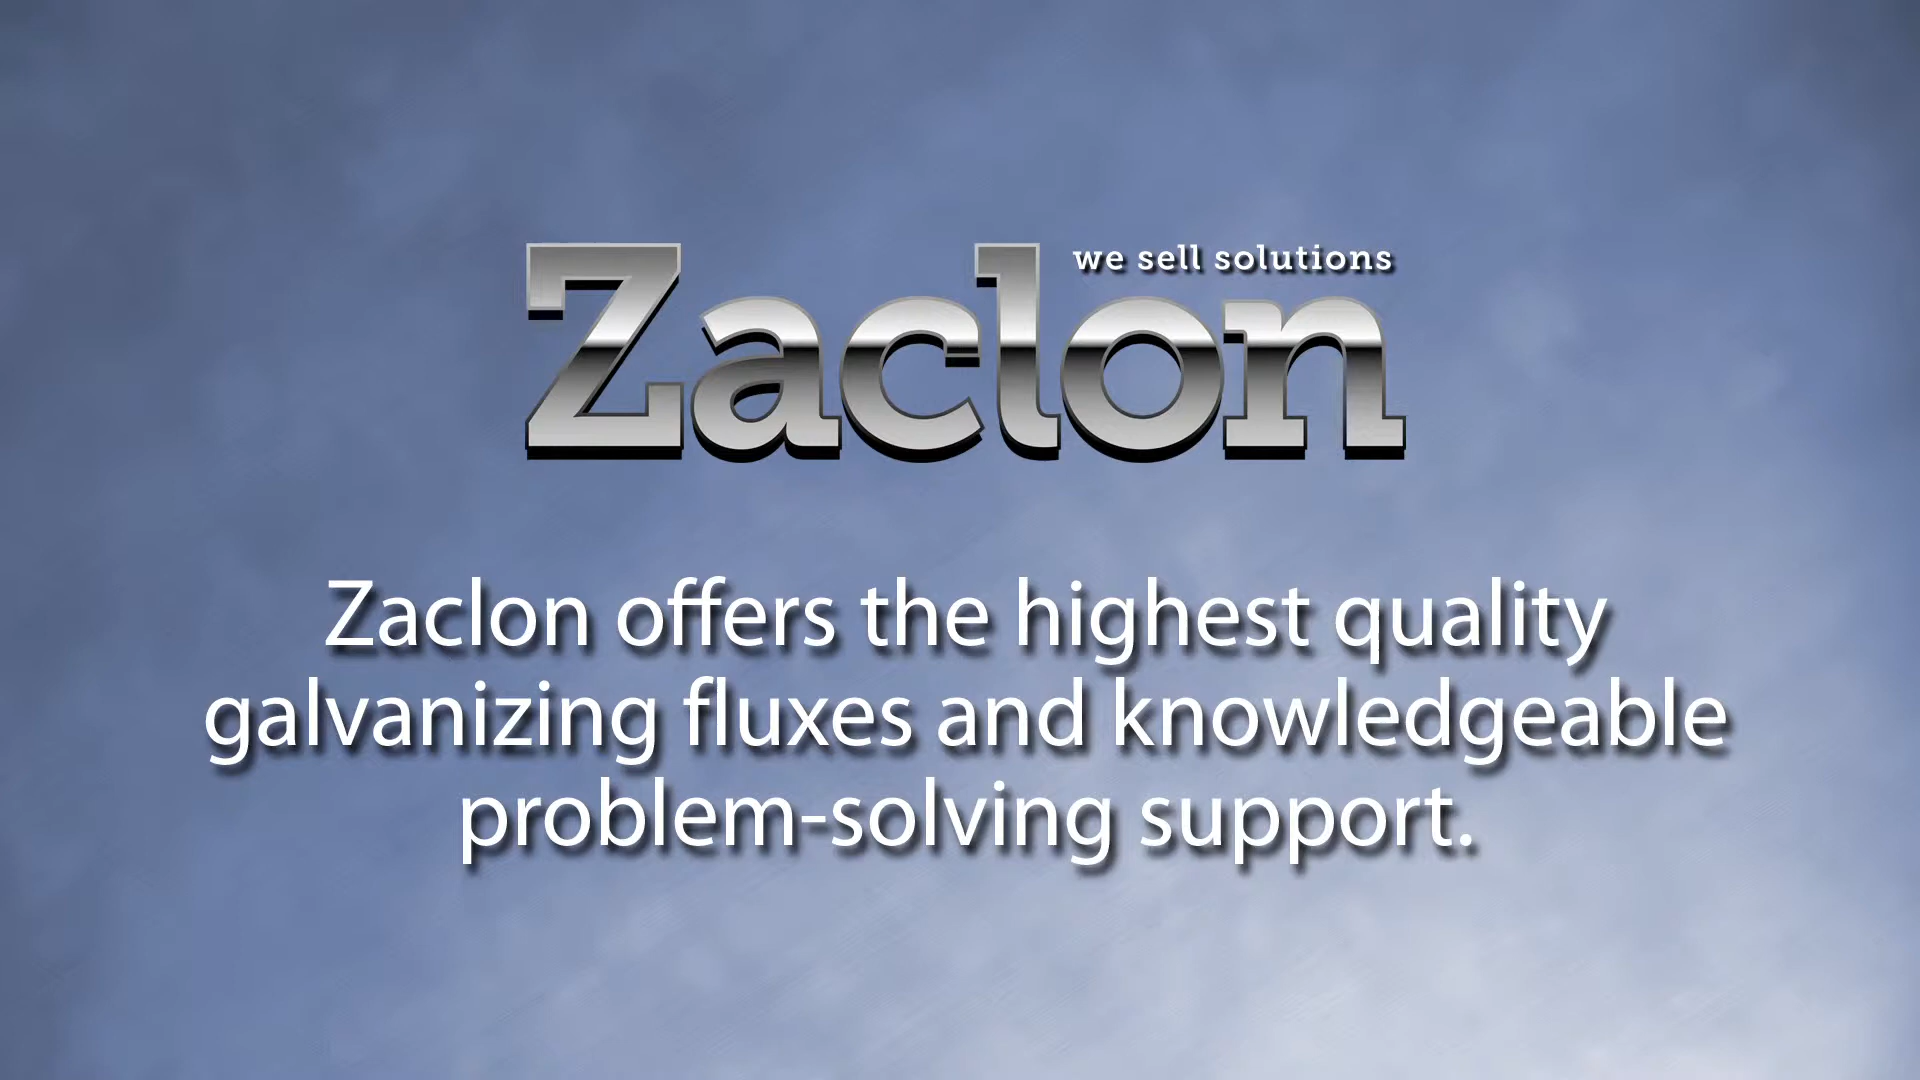 we sell solutions
Zaclon
Zaclon offers the highest quality
galvanizing fluxes and knowledgeable
problem-solving support.